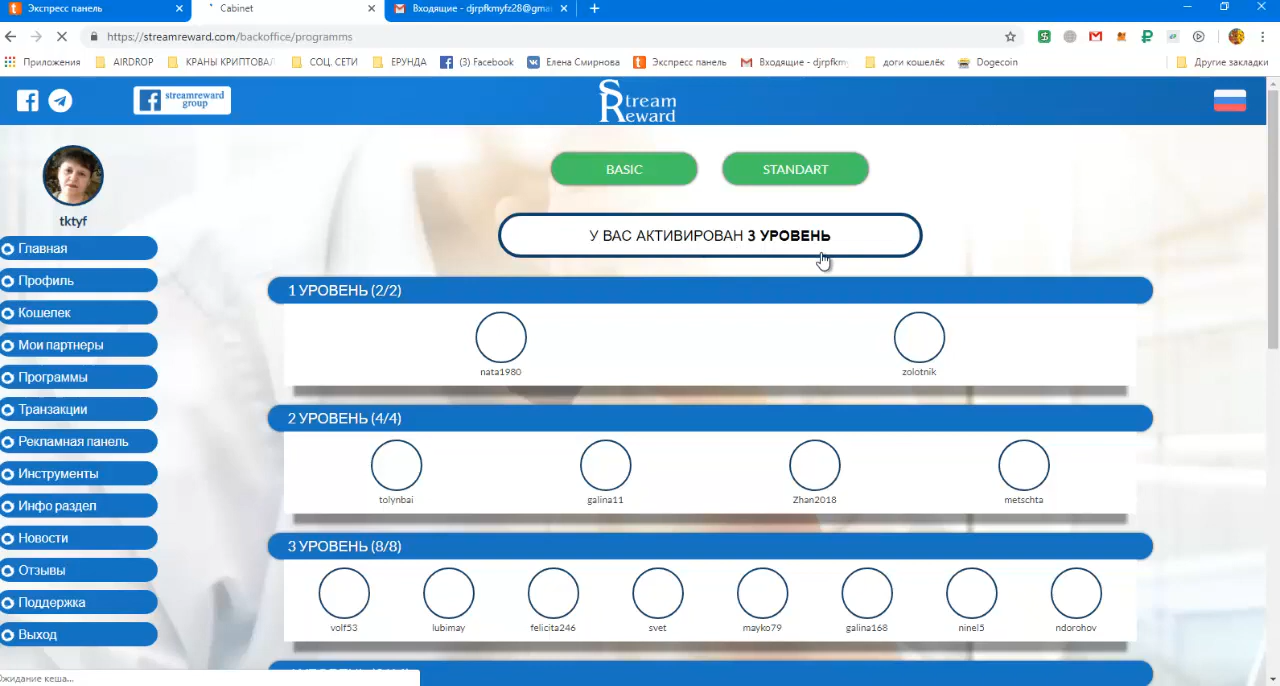 Экспресс панель
Cabinet
Входящие - djrpfkmyfz28@gma
https://streamreward.com/backoffice/programms
Приложения
AIRDROP
КРАНЫ КРИПТОВАЛ
СОЦ. СЕТИ
ЕРУНДА
(3) Facebook
Елена Смирнова
Экспресс панель
Входящие - djrpfkmy
доги кошелёк
Dogecoin
Другие закладки
streamreward
group
Stream
Reward
BASIC
STANDART
tktyf
У ВАС АКТИВИРОВАН 3 УРОВЕНЬ
Главная
Профиль
Кошелек
Мои партнеры
Программы
Транзакции
Рекламная панель
Инструменты
Инфо раздел
Новости
Отзывы
Поддержка
Выход
1 УРОВЕНЬ (2/2)
nata1980
zolotnik
2 УРОВЕНЬ (4/4)
tolynbai
galina11
Zhan2018
metschta
3 УРОВЕНЬ (8/8)
volf53
lubimay
felicita246
svet
mayko79
galina168
ninel5
ndorohov
Ожидание кеша...